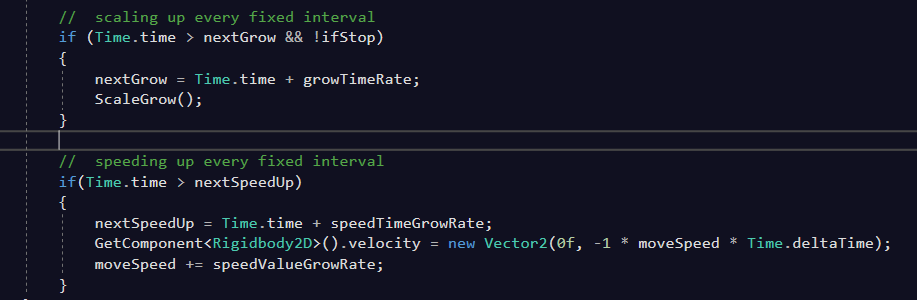 //  scaling up every fixed interval
if (Time.time > nextGrow && !ifStop)
{
nextGrow = Time.time + growTimeRate;
ScaleGrow();
}
//  speeding up every fixed interval
if(Time.time > nextSpeedUp)
{
nextSpeedUp = Time.time + speedTimeGrowRate;
GetComponent<Rigidbody2D>().velocity = new Vector2(0f, -1 * moveSpeed * Time.deltaTime);
moveSpeed += speedValueGrowRate;
}